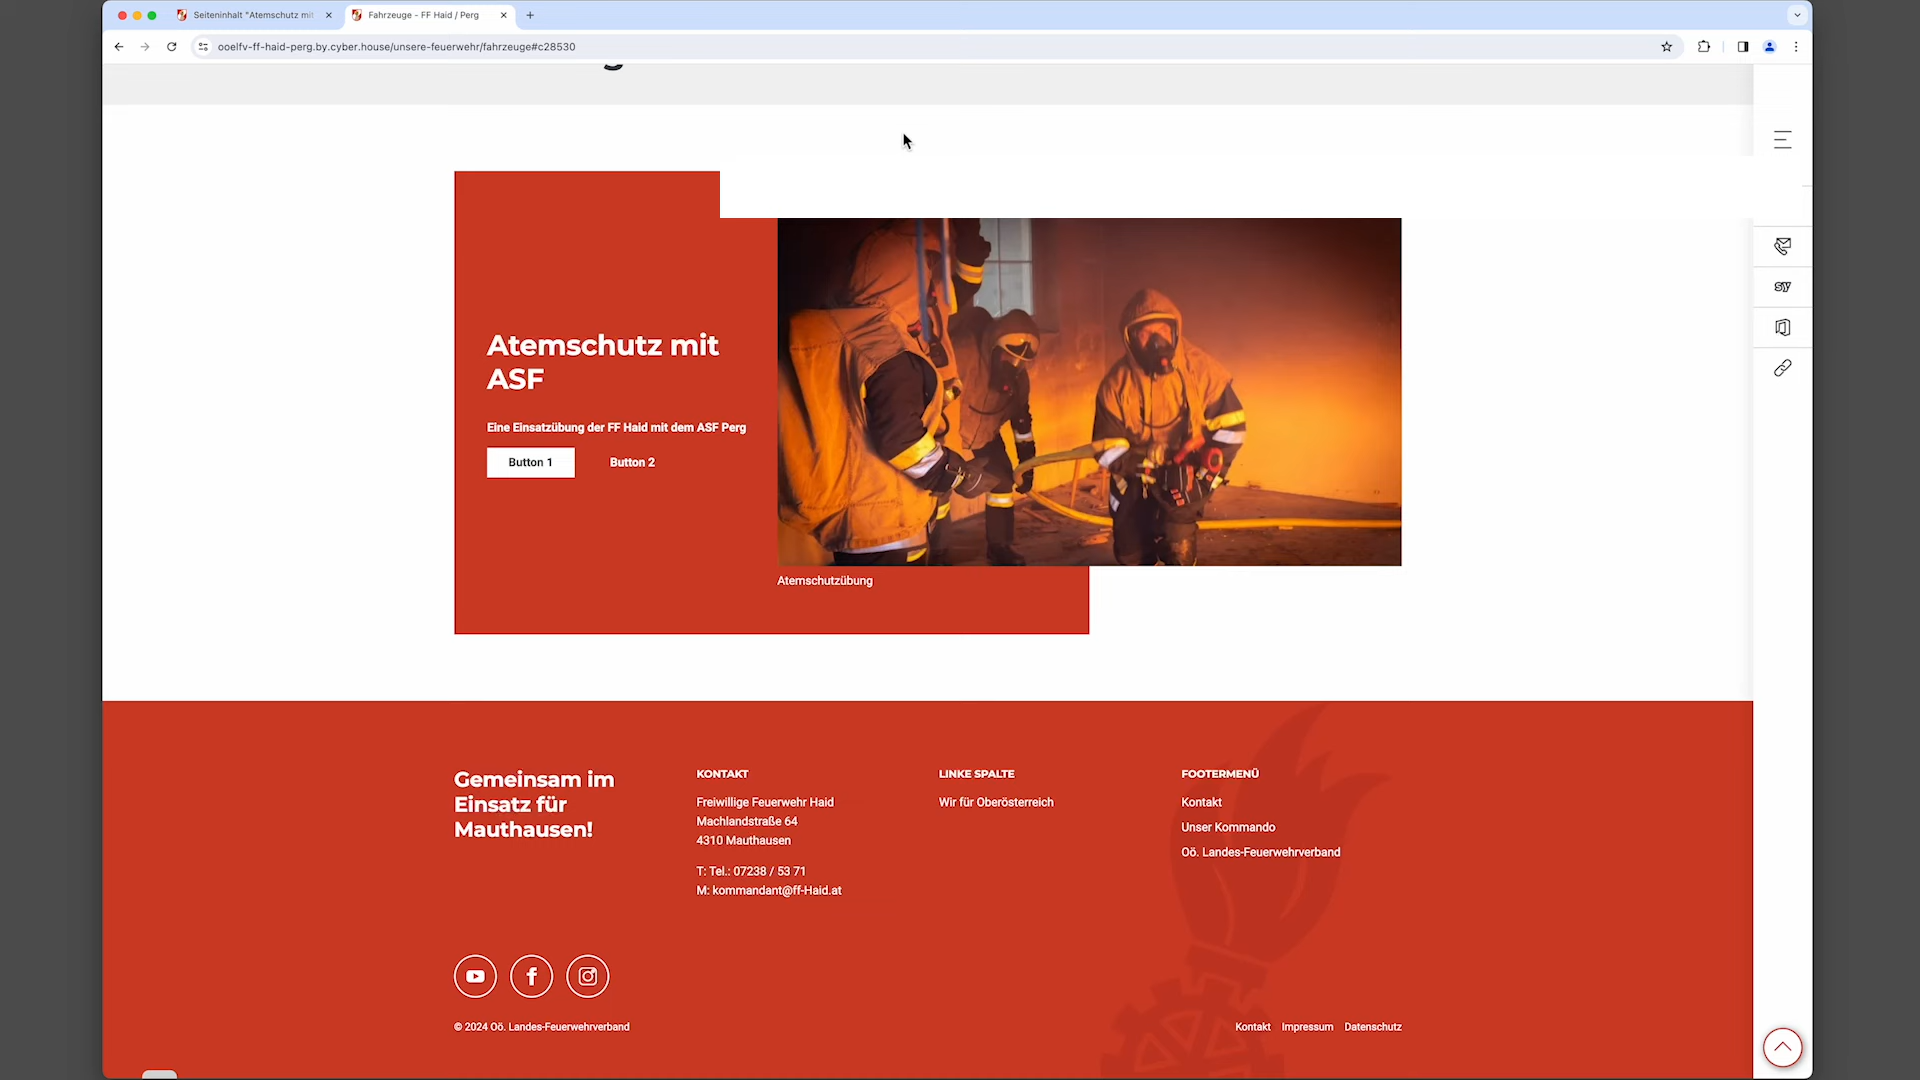 Seiteninhalt "Atemschutz mit
Fahrzeuge - FF Haid / Perg
ooelfv-ff-haid-perg.by.cyber.house/unsere-feuerwehr/fahrzeuge#c28530
sy
Atemschutz mit
ASF
Eine Einsatzübung der FF Haid mit dem ASF Perg
Button 1
Button 2
Atemschutzübung
Gemeinsam im
Einsatz für
Mauthausen!
KONTAKT
Freiwillige Feuerwehr Haid
Machlandstraße 64
4310 Mauthausen
T: Tel.: 07238 / 53 71
M: kommandant@ff-Haid.at
LINKE SPALTE
Wir für Oberösterreich
FOOTERMENÜ
Kontakt
Unser Kommando
Oö. Landes-Feuerwehrverband
© 2024 Oö. Landes-Feuerwehrverband
Kontakt Impressum Datenschutz